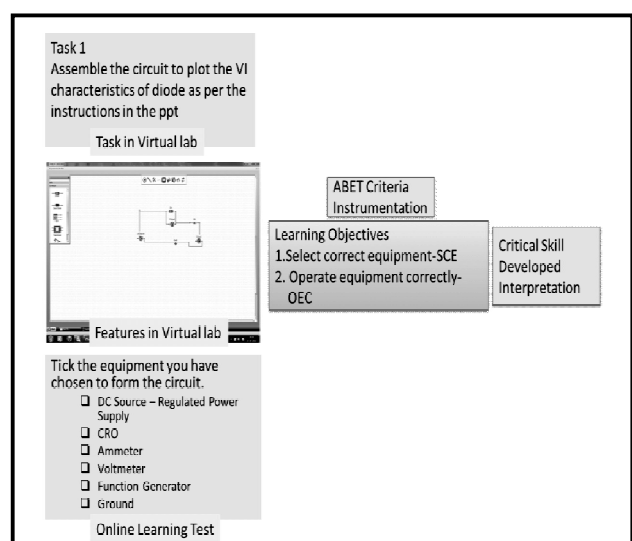 Task 1
Assemble the circuit to plot the VI
characteristics of diode as per the
instructions in the ppt
Task in Virtual lab
Features in Virtual lab
Tick the equipment you have
chosen to form the circuit.
DC Source – Regulated Power
Supply
CRO
Ammeter
Voltmeter
Function Generator
Ground
Online Learning Test
ABET Criteria
Instrumentation
Learning Objectives
1.Select correct equipment-SCE
2. Operate equipment correctly-
OEC
Critical Skill
Developed
Interpretation